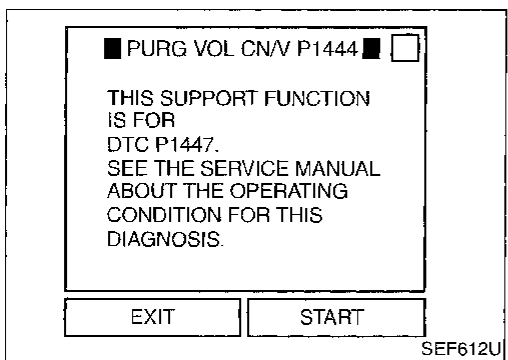 PURG VOL CN/V P1444
THIS SUPPORT FUNCTION
IS FOR
DTC P1447.
SEE THE SERVICE MANUAL
ABOUT THE OPERATING
CONDITION FOR THIS
DIAGNOSIS.
EXIT START
SEF612U